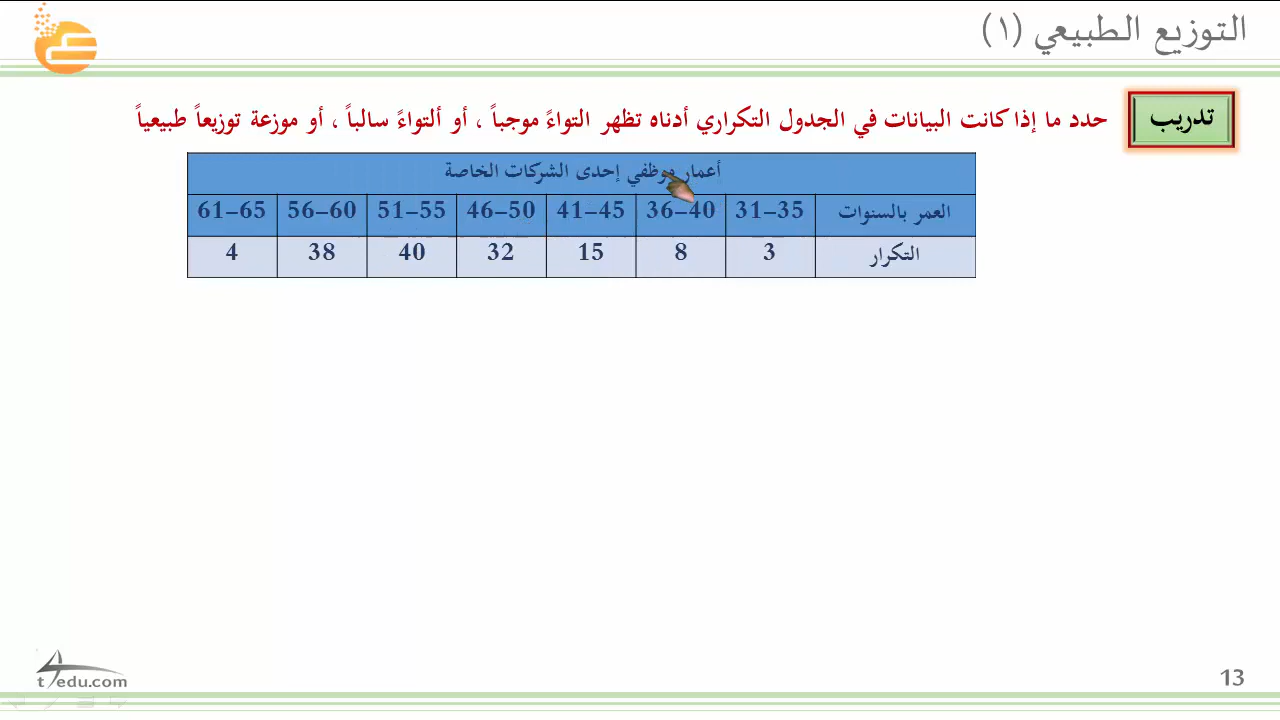 التوزيع الطبيعي (١)
تدريب
حدد ما إذا كانت البيانات في الجدول التكراري أدناه تظهر التواءً موجباً ، أو ألتواءً سالباً ، أو موزعة توزيعاً طبيعياً
أعمار موظفي إحدى الشركات الخاصة
العمر بالسنوات 31–35 36–40 41–45 46–50 51–55 56–60 61–65
التكرار 3 8 15 32 40 38 4
t4edu.com
13